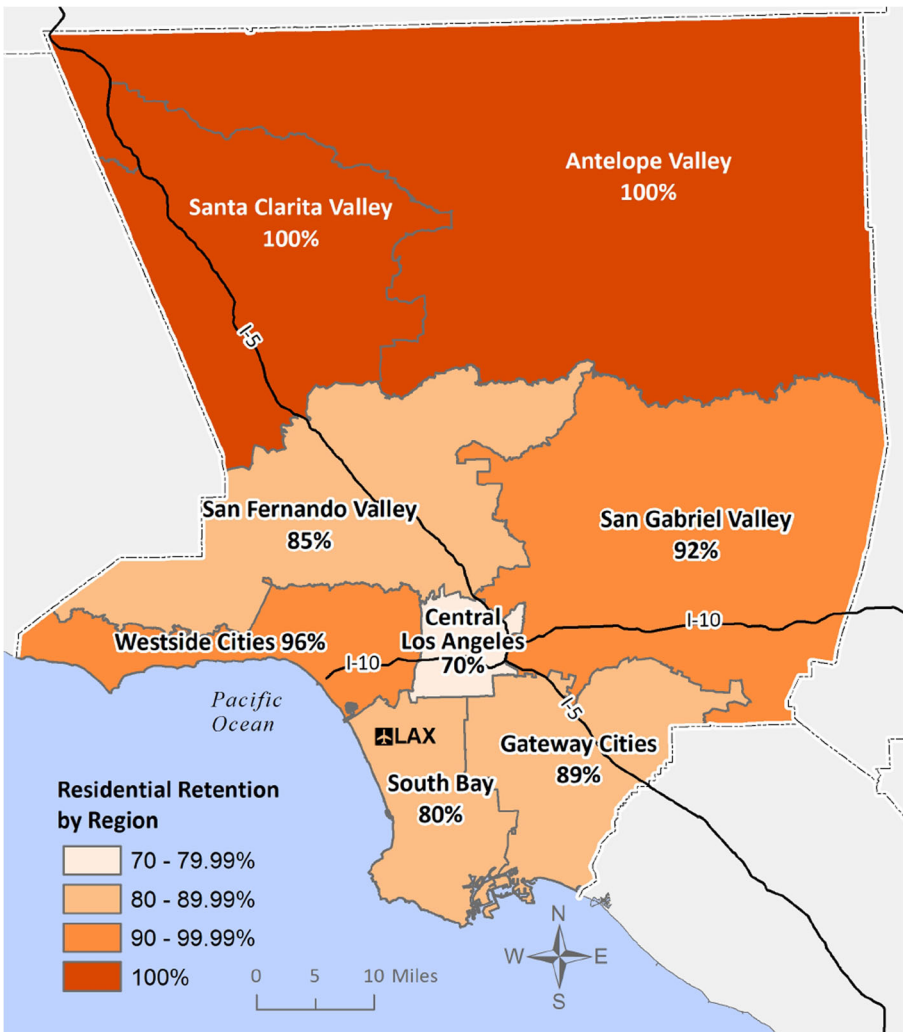 Antelope Valley
100%
Santa Clarita Valley
100%
I-5
San Fernando Valley
85%
San Gabriel Valley
92%
Central
Los Angeles
70%
I-10
Westside Cities 96%
I-10
Pacific
Ocean
I-5
LAX
Gateway Cities
89%
South Bay
80%
Residential Retention
by Region
70 - 79.99%
80 - 89.99%
90 - 99.99%
100%
0 5 10 Miles
N
W E
S